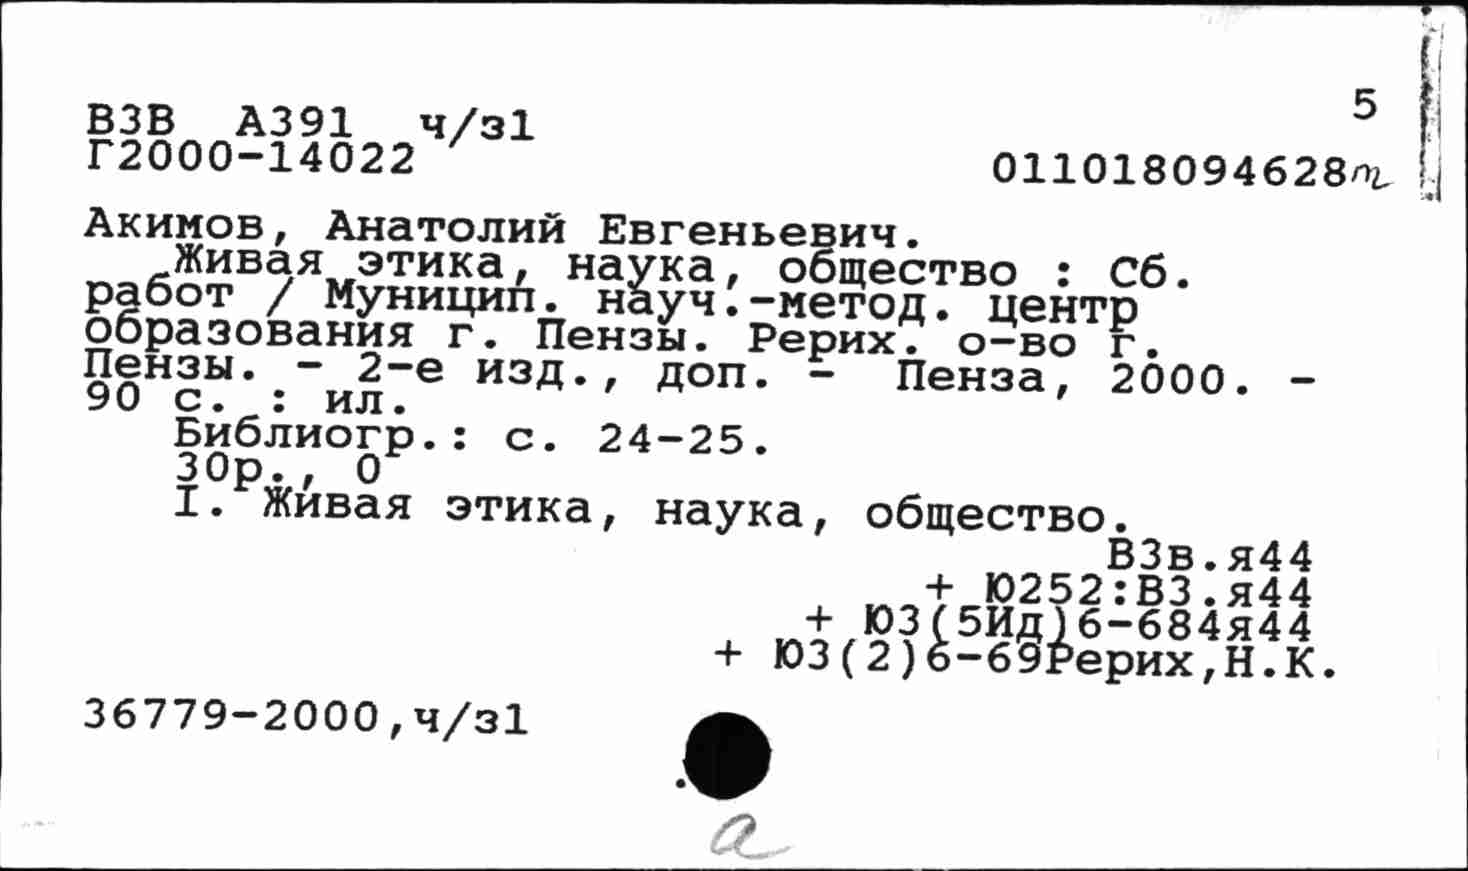 5
ВЗВ А391 ч/з1
Г2000-14022
011018094628т
Акимов, Анатолий Евгеньевич.
Живая этика, наука, общество : Сб.
работ / Муницип. науч.-метод. центр
образования г. Пензы. Рерих. о-во г.
Пензы. - 2-е изд., доп. - Пенза, 2000. -
90 с. : ил.
Библиогр.: с. 24-25.
30р., 0
I. Живая этика, наука, общество.
В3в.я44
+ Ю252:В3.я44
+ Ю3(5Ид)6-684я44
+ Ю3(2)6-69Рерих,Н.К.
36779-2000,ч/з1
а